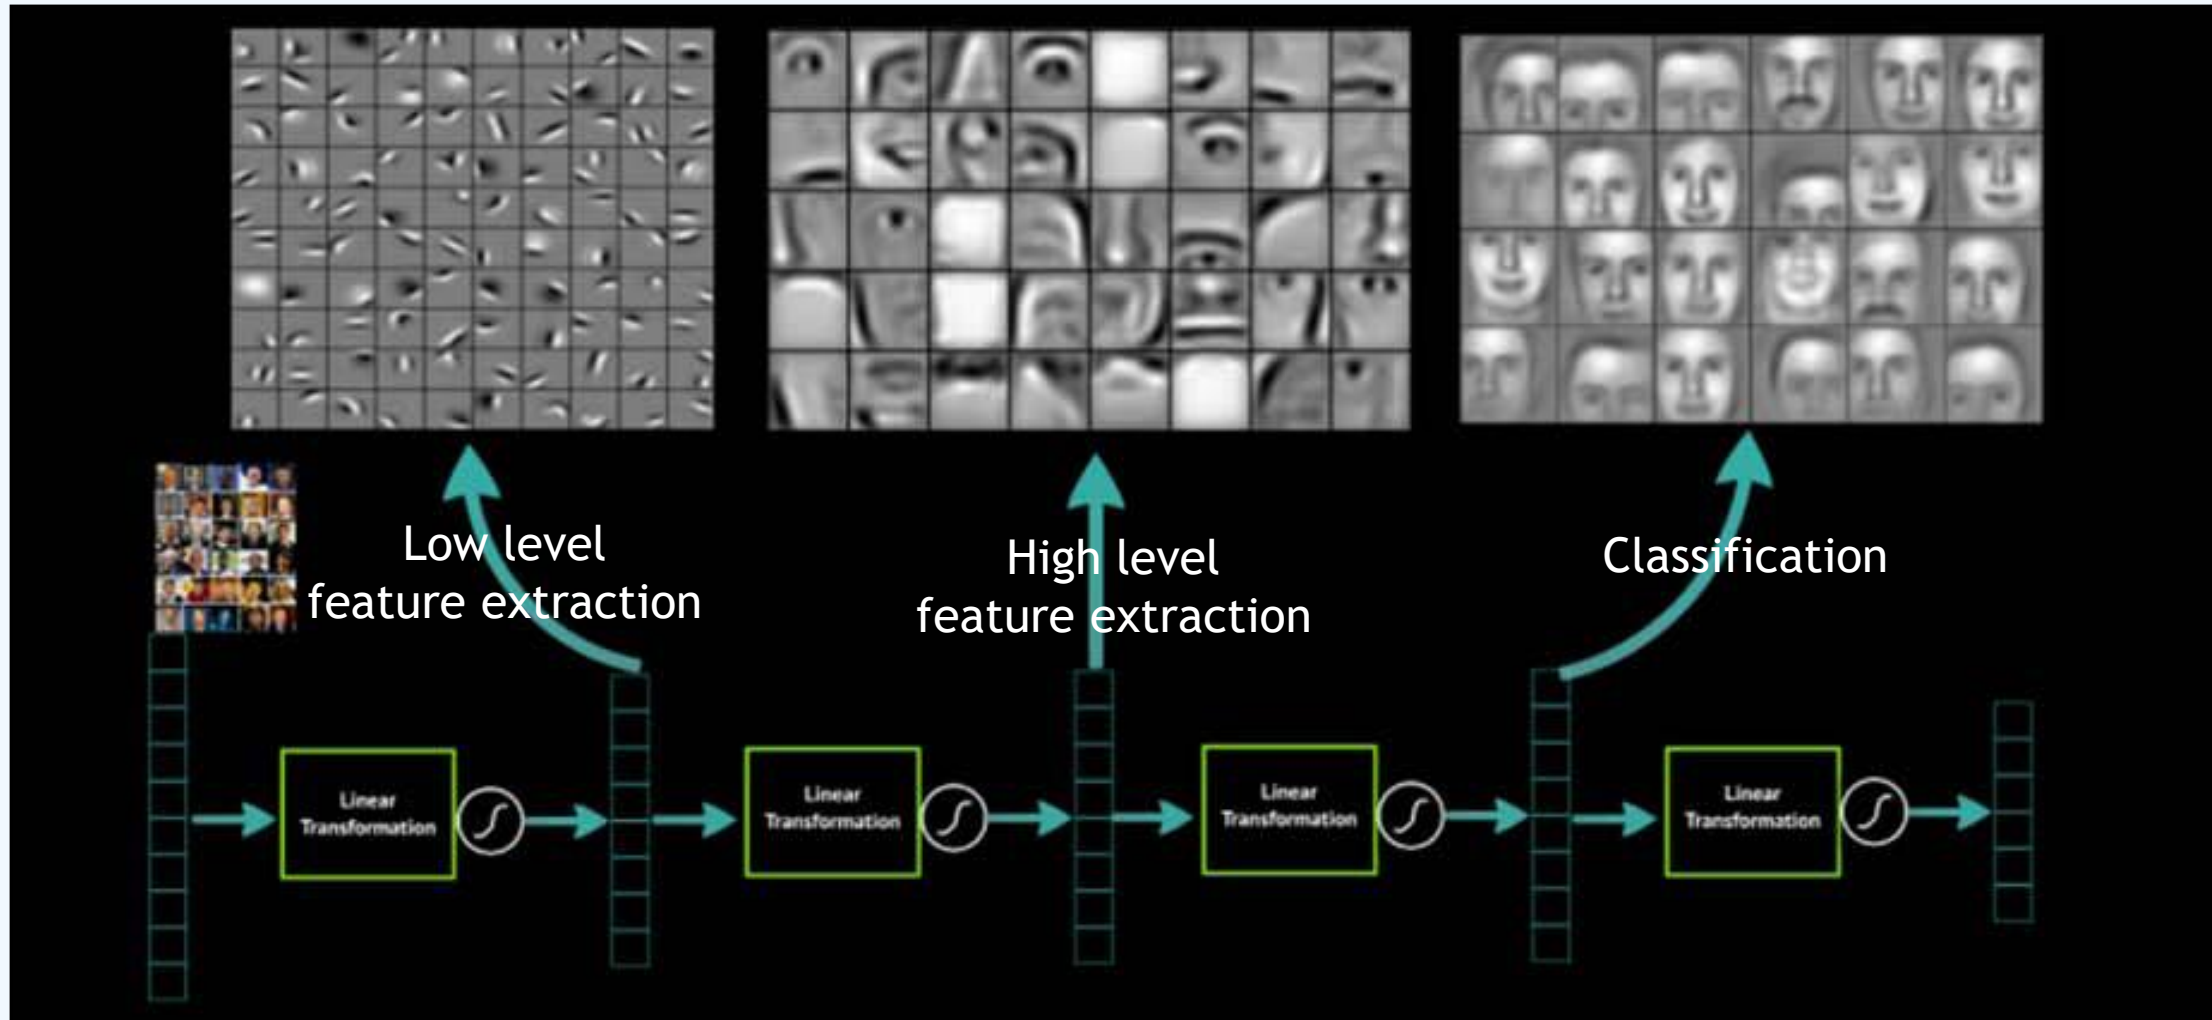 Low level
feature extraction
High level
feature extraction
Classification
Linear
Transformation
Linear
Transformation
Linear
Transformation
Linear
Transformation